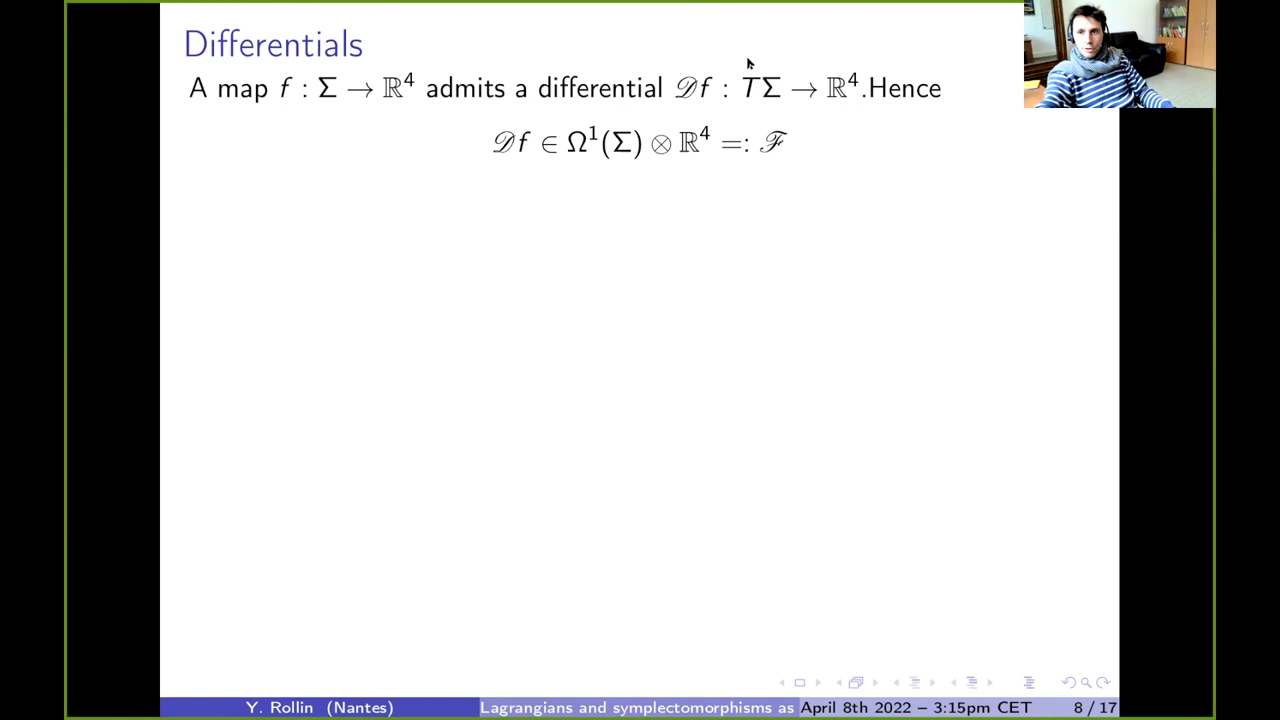 Differentials
A map f : Σ → ℝ⁴ admits a differential 𝒟f : TΣ → ℝ⁴.Hence
𝒟f ∈ Ω¹(Σ) ⊗ ℝ⁴ =: ℱ
Y. Rollin (Nantes) Lagrangians and symplectomorphisms as April 8th 2022 – 3:15pm CET 8 / 17